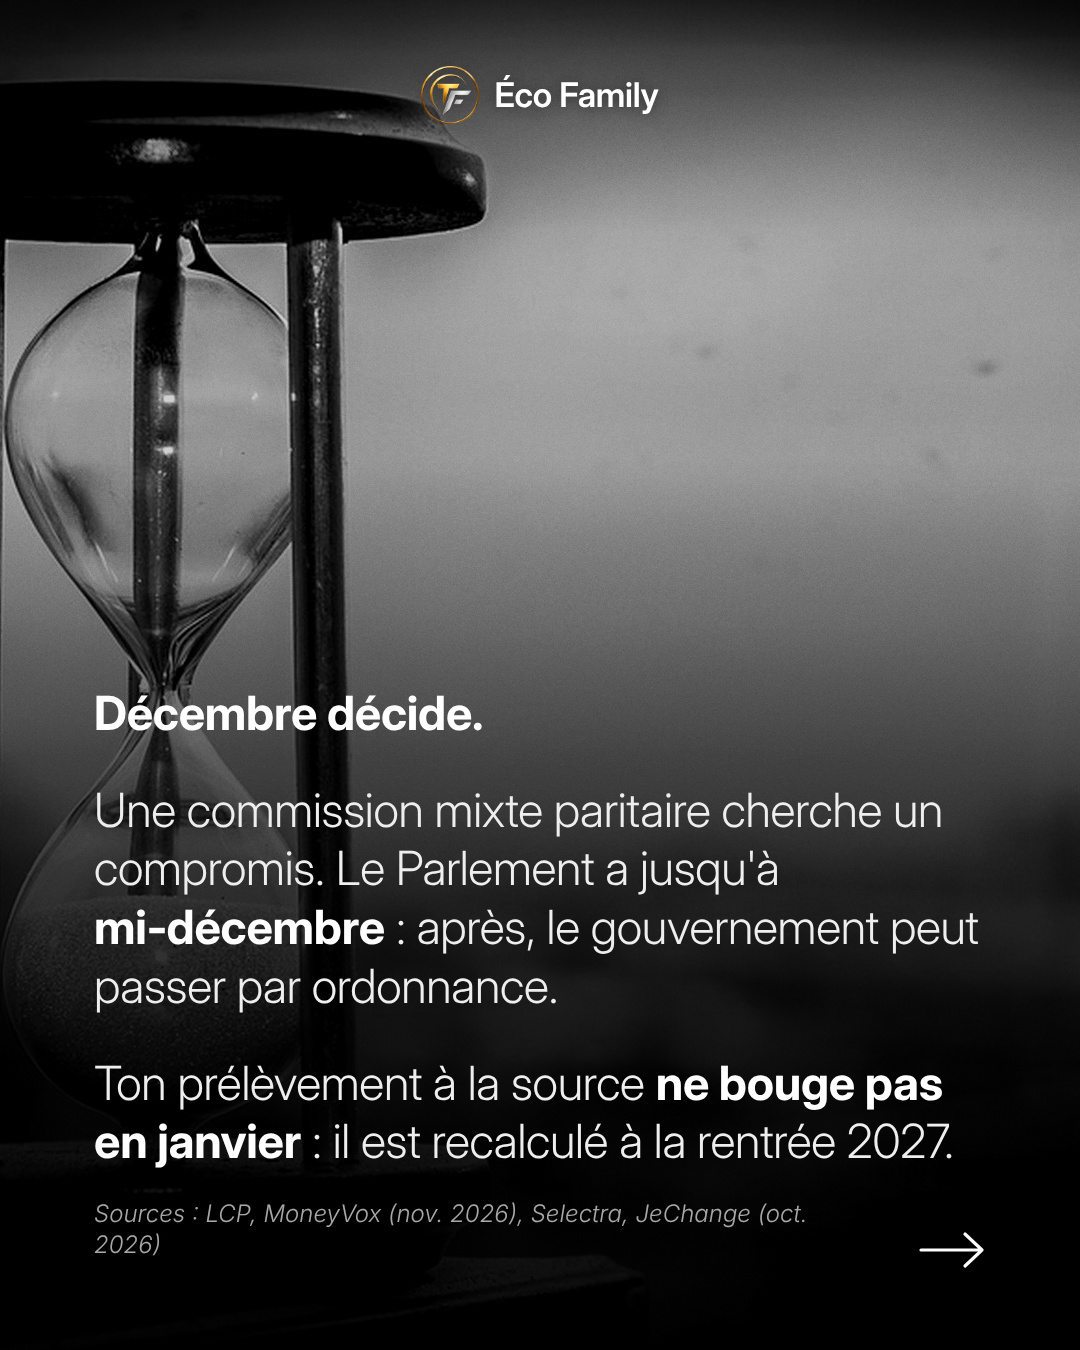 TF Éco Family
Décembre décide.
Une commission mixte paritaire cherche un
compromis. Le Parlement a jusqu'à
mi-décembre : après, le gouvernement peut
passer par ordonnance.
Ton prélèvement à la source ne bouge pas
en janvier : il est recalculé à la rentrée 2027.
Sources : LCP, MoneyVox (nov. 2026), Selectra, JeChange (oct.
2026)